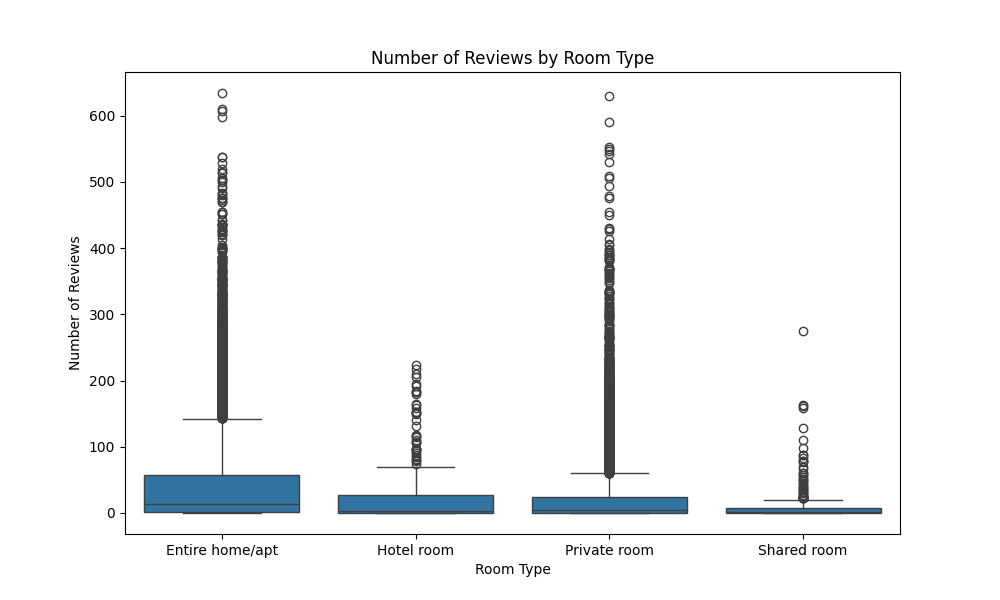 Number of Reviews by Room Type
Number of Reviews
600
500
400
300
200
100
0
Entire home/apt
Hotel room
Private room
Shared room
Room Type